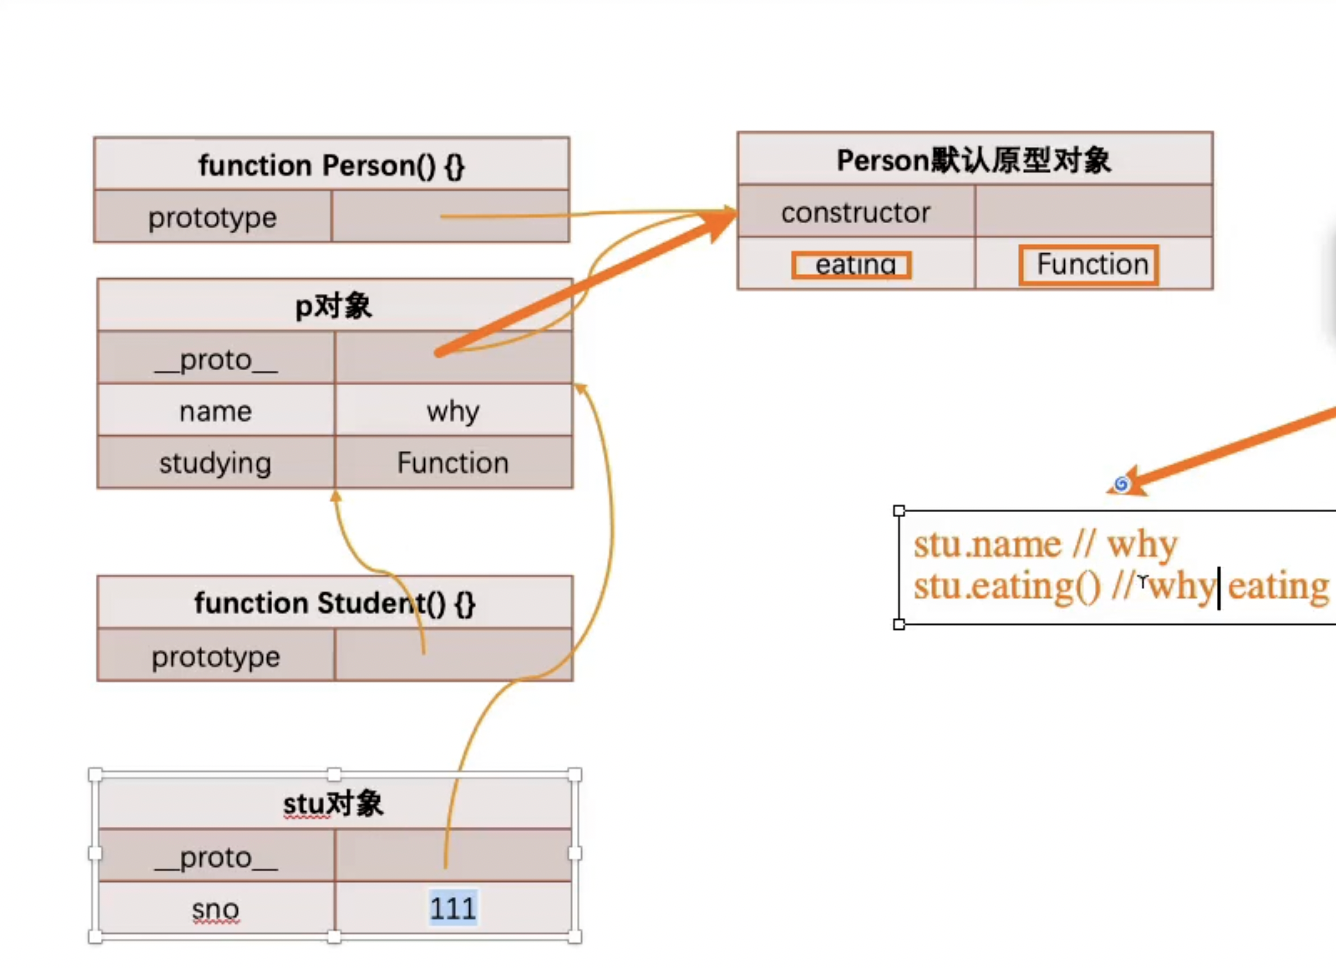 function Person() {}
prototype
Person默认原型对象
constructor
eating Function
p对象
__proto__
name why
studying Function
stu.name // why
stu.eating() // why eating
function Student() {}
prototype
stu对象
__proto__
sno 111